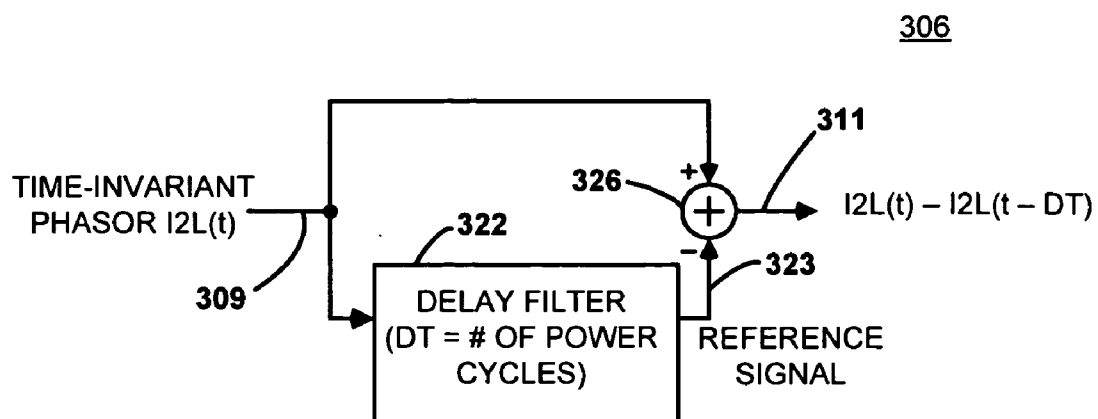 306
311
TIME-INVARIANT
PHASOR I2L(t)
326
+
+
I2L(t) – I2L(t – DT)
322
–
309
323
DELAY FILTER
(DT = # OF POWER
CYCLES)
REFERENCE
SIGNAL